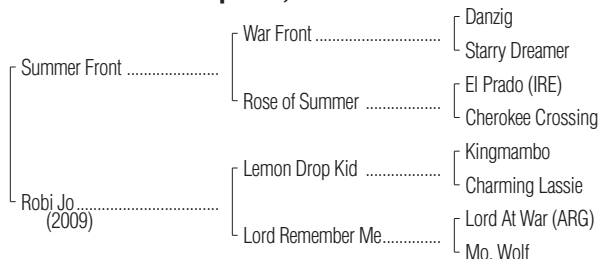 Danzig
War Front
Starry Dreamer
Summer Front
El Prado (IRE)
Rose of Summer
Cherokee Crossing
Kingmambo
Lemon Drop Kid
Charming Lassie
Robi Jo
(2009)
Lord At War (ARG)
Lord Remember Me
Mo. Wolf